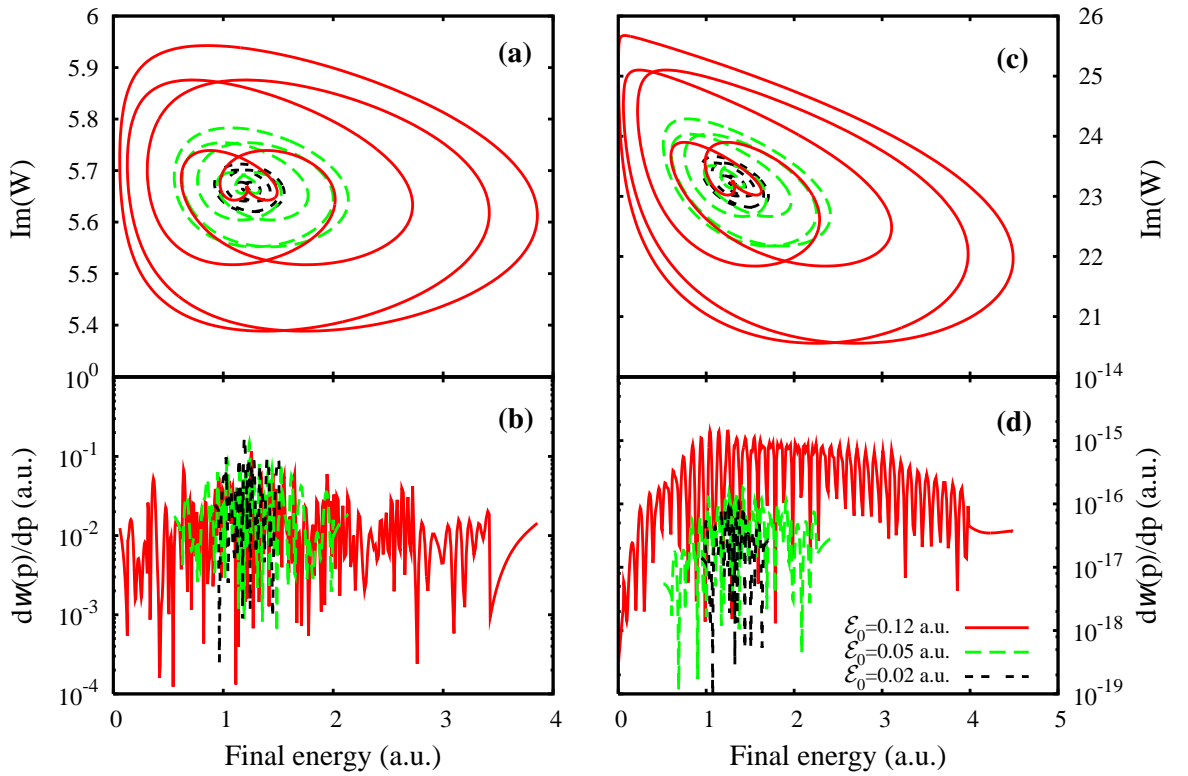 6
5.9
5.8
5.7
5.6
5.5
5.4
Im(W)
(a)
26
25
24
23
22
21
Im(W)
(c)
10^0
10^-1
10^-2
10^-3
10^-4
dw(p)/dp (a.u.)
(b)
10^-14
10^-15
10^-16
10^-17
10^-18
10^-19
dw(p)/dp (a.u.)
(d)
ℰ_0=0.12 a.u.
ℰ_0=0.05 a.u.
ℰ_0=0.02 a.u.
0 1 2 3 4
Final energy (a.u.)
0 1 2 3 4 5
Final energy (a.u.)